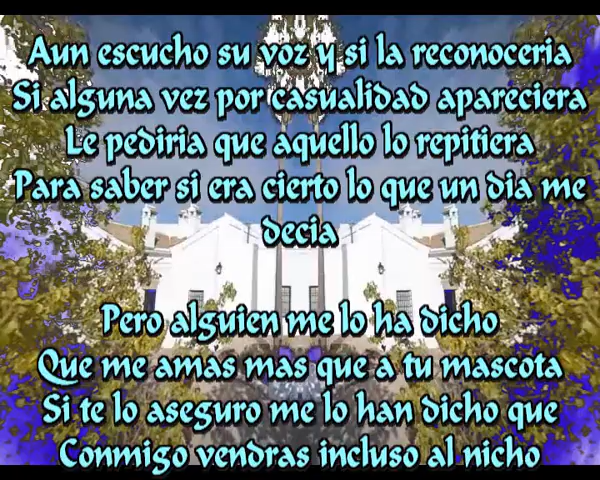 Aun escucho su voz y si la reconoceria
Si alguna vez por casualidad apareciera
Le pediria que aquello lo repitiera
Para saber si era cierto lo que un dia me
decia
Pero alguien me lo ha dicho
Que me amas mas que a tu mascota
Si te lo aseguro me lo han dicho que
Conmigo vendras incluso al nicho